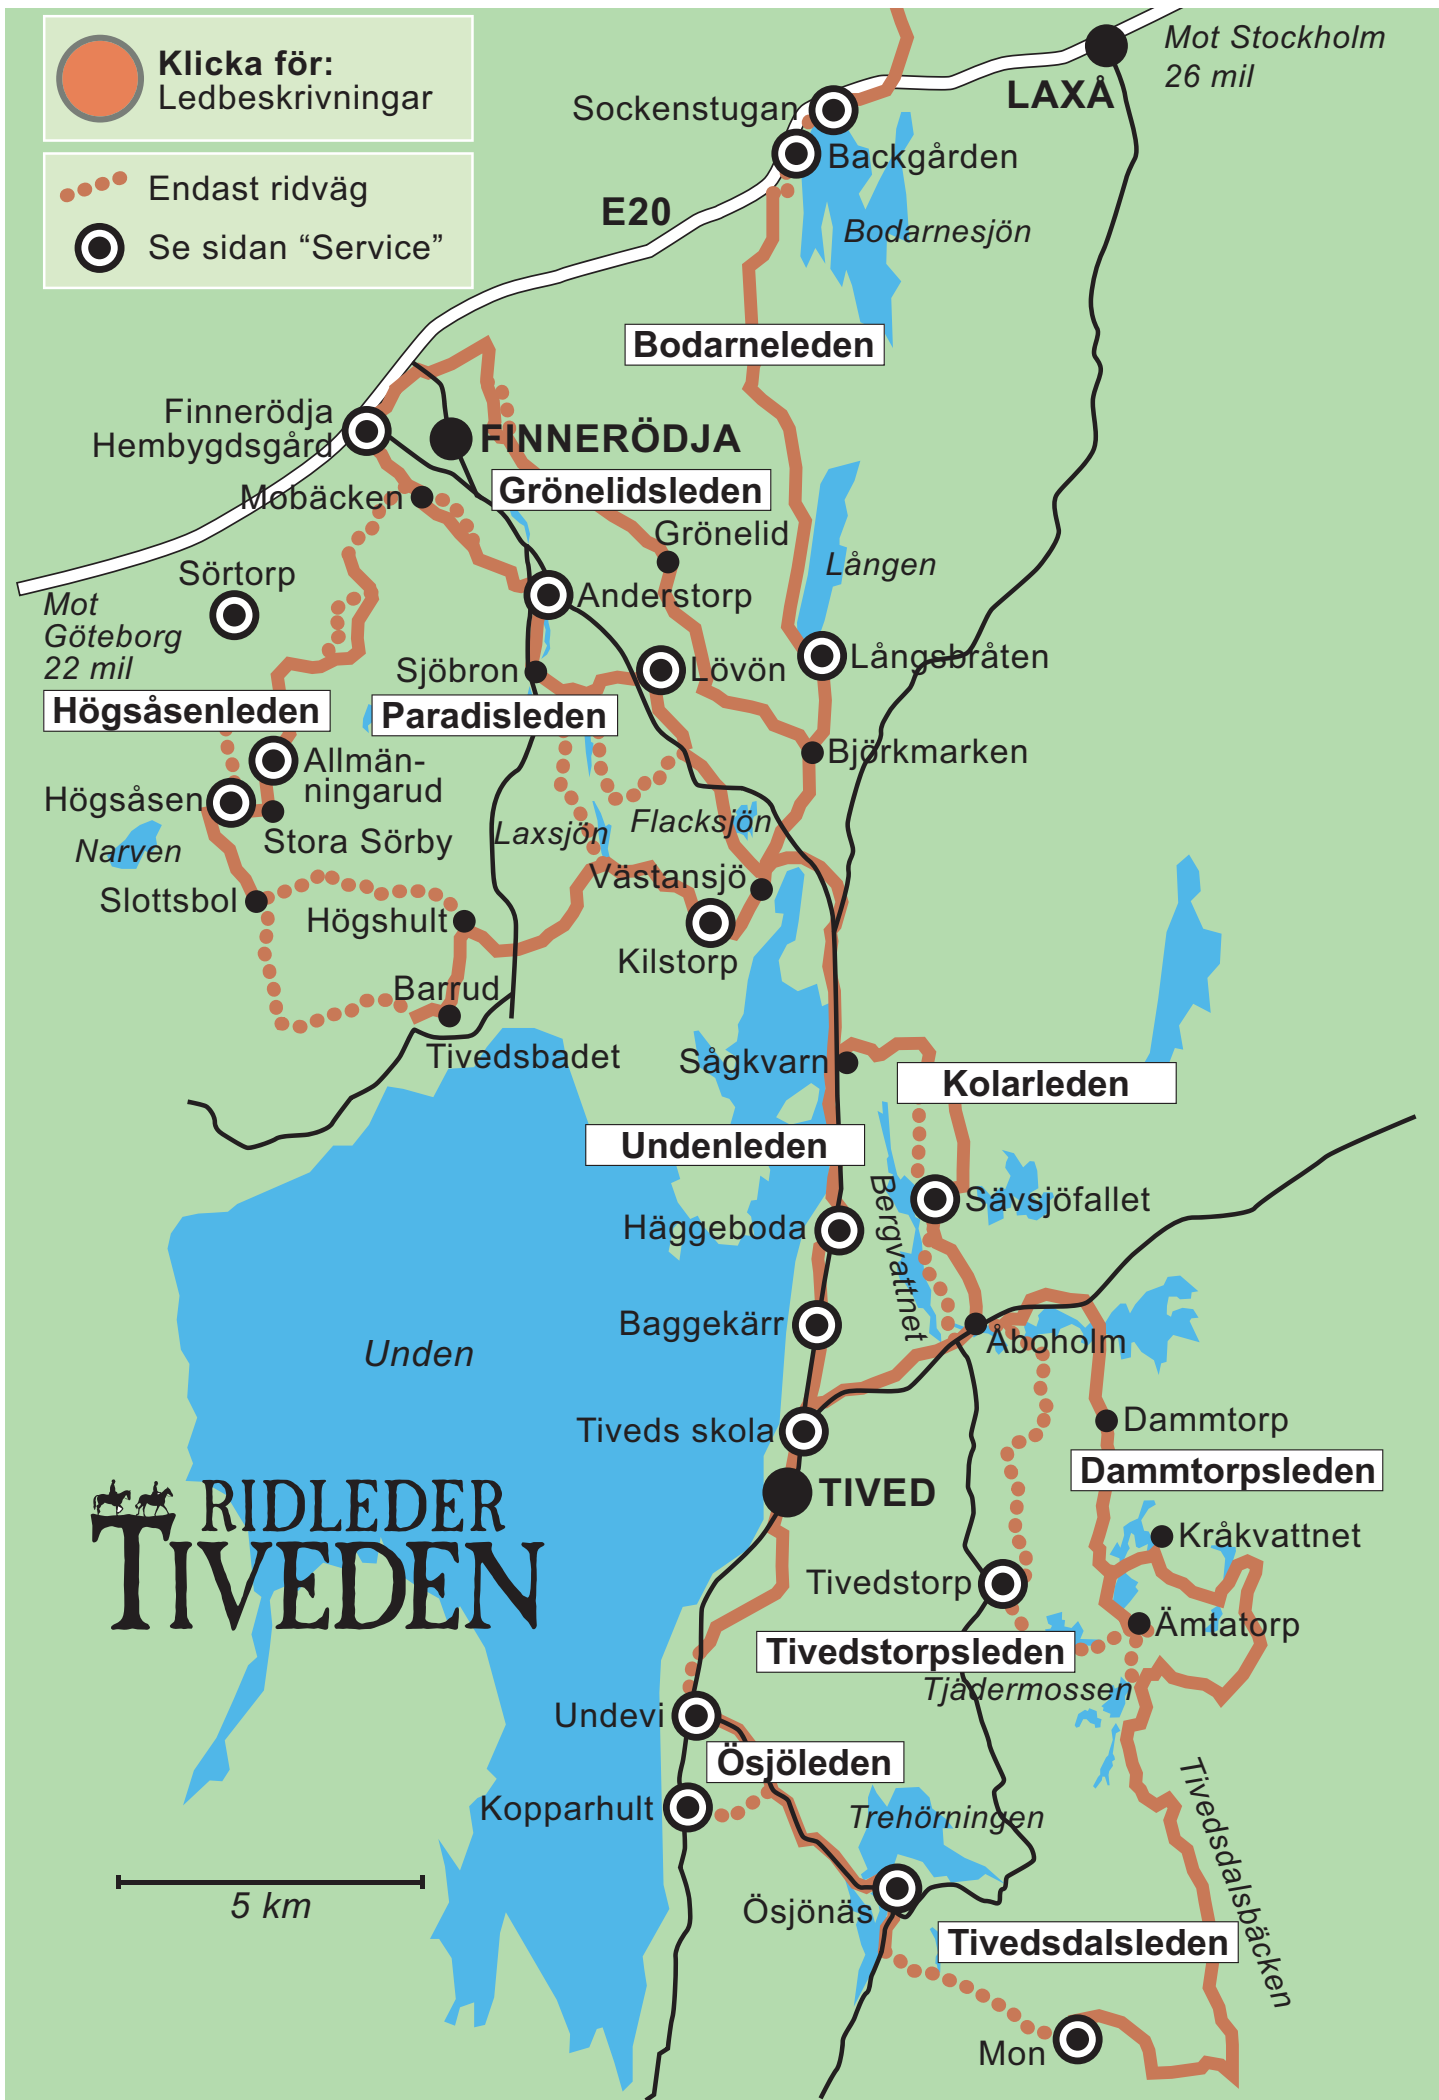 Klicka för:
Ledbeskrivningar
Endast ridväg
Se sidan “Service”
Mot Stockholm
26 mil
LAXÅ
Sockenstugan
Backgården
E20
Bodarnesjön
Bodarneleden
Finnerödja
Hembygdsgård
FINNERÖDJA
Grönelidsleden
Mobäcken
Grönelid
Sörtorp
Lången
Anderstorp
Mot
Göteborg
22 mil
Sjöbron
Lövön
Långsbråten
Högsåsenleden
Paradisleden
Björkmarken
Allmän-
ningarud
Högsåsen
Stora Sörby
Narven
Laxsjön
Flacksjön
Västansjö
Slottsbol
Högshult
Kilstorp
Barrud
Tivedsbadet
Sågkvarn
Kolarleden
Undenleden
Bergvattnet
Sävsjöfallet
Häggeboda
Baggekärr
Åboholm
Unden
Tiveds skola
Dammtorp
Dammtorpsleden
TIVED
RIDLEDER
TIVEDEN
Kråkvattnet
Tivedstorp
Ämtatorp
Tivedstorpsleden
Tjädermossen
Undevi
Ösjöleden
Tivedsdalsbäcken
Kopparhult
Trehörningen
5 km
Ösjönäs
Tivedsdalsleden
Mon